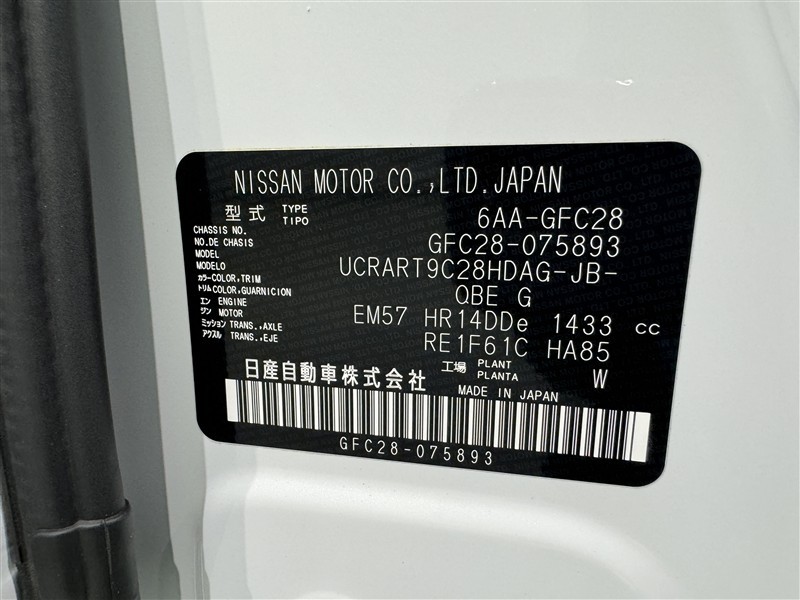 NISSAN MOTOR CO.,LTD.JAPAN
型式 TYPE TIPO 6AA-GFC28
CHASSIS NO. NO.DE CHASIS GFC28-075893
MODEL MODELO UCRART9C28HDAG-JB-
カラー COLOR,TRIM トリム COLOR,GUARNICION QBE G
エンジン ENGINE MOTOR EM57 HR14DDe 1433 cc
ミッション TRANS.,AXLE アクスル TRANS.,EJE RE1F61C HA85
日産自動車株式会社 工場 PLANT PLANTA W
MADE IN JAPAN
GFC28-075893